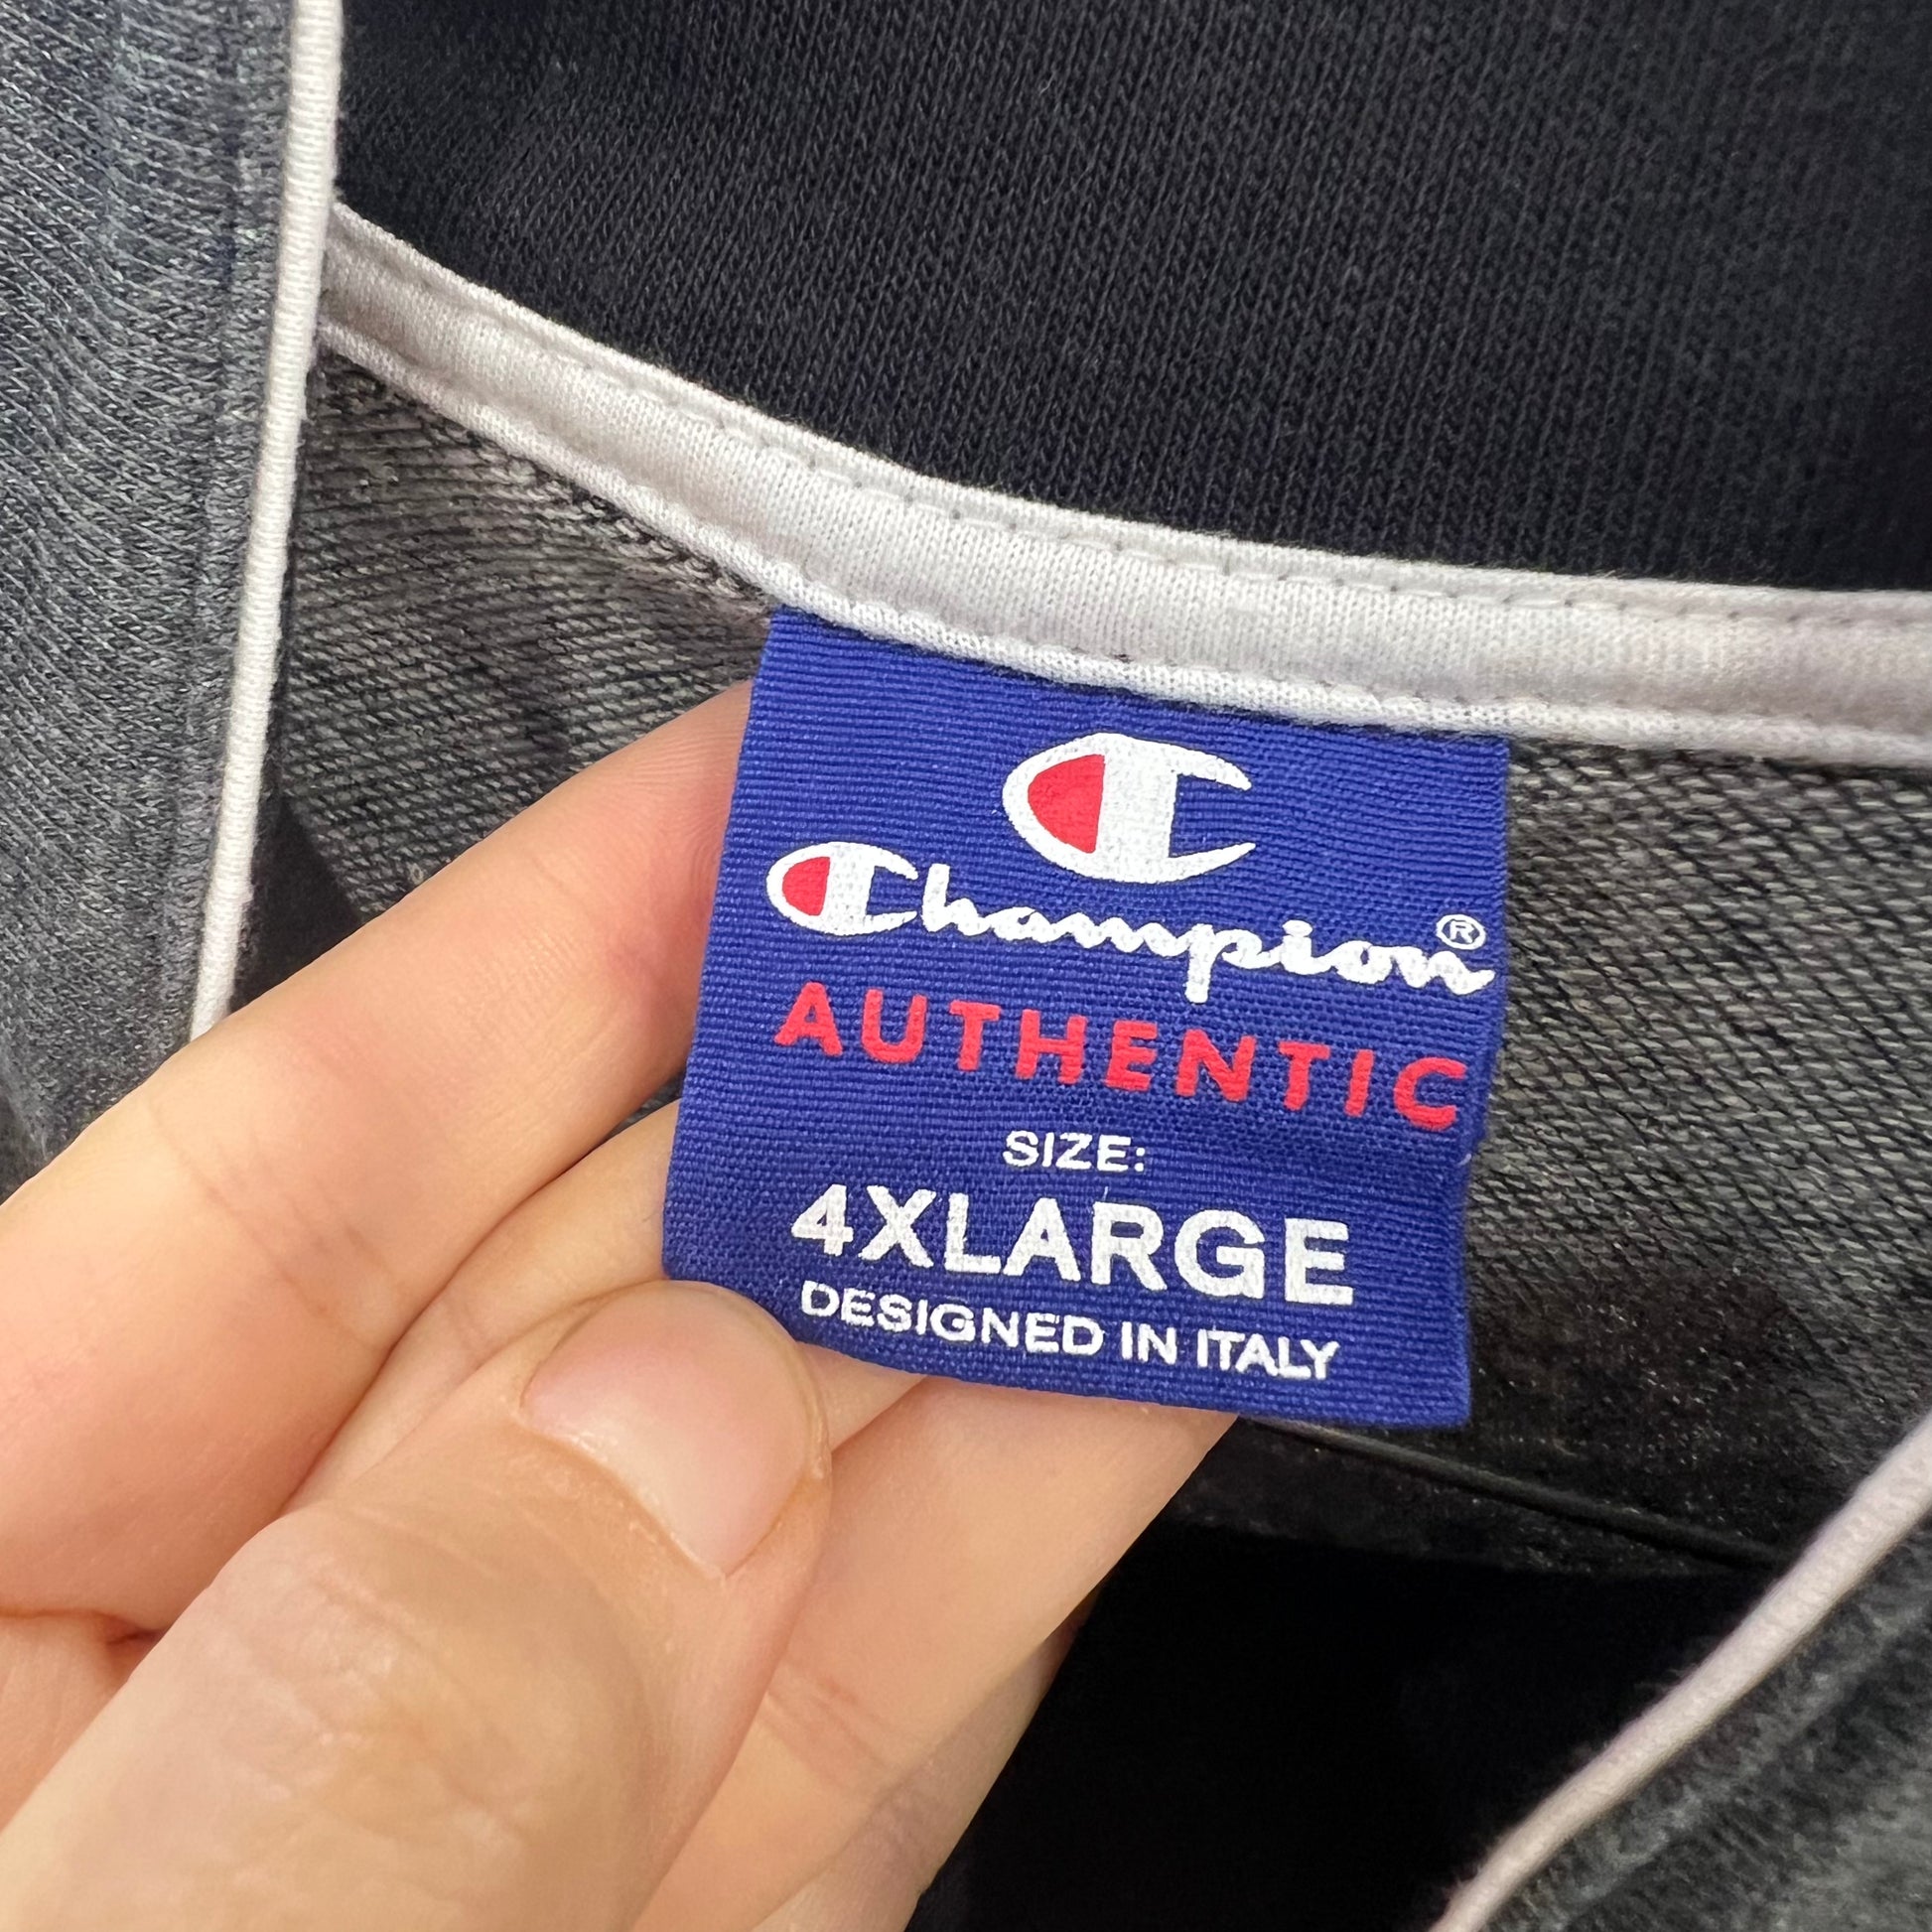 Champion®
AUTHENTIC
SIZE:
4XLARGE
DESIGNED IN ITALY